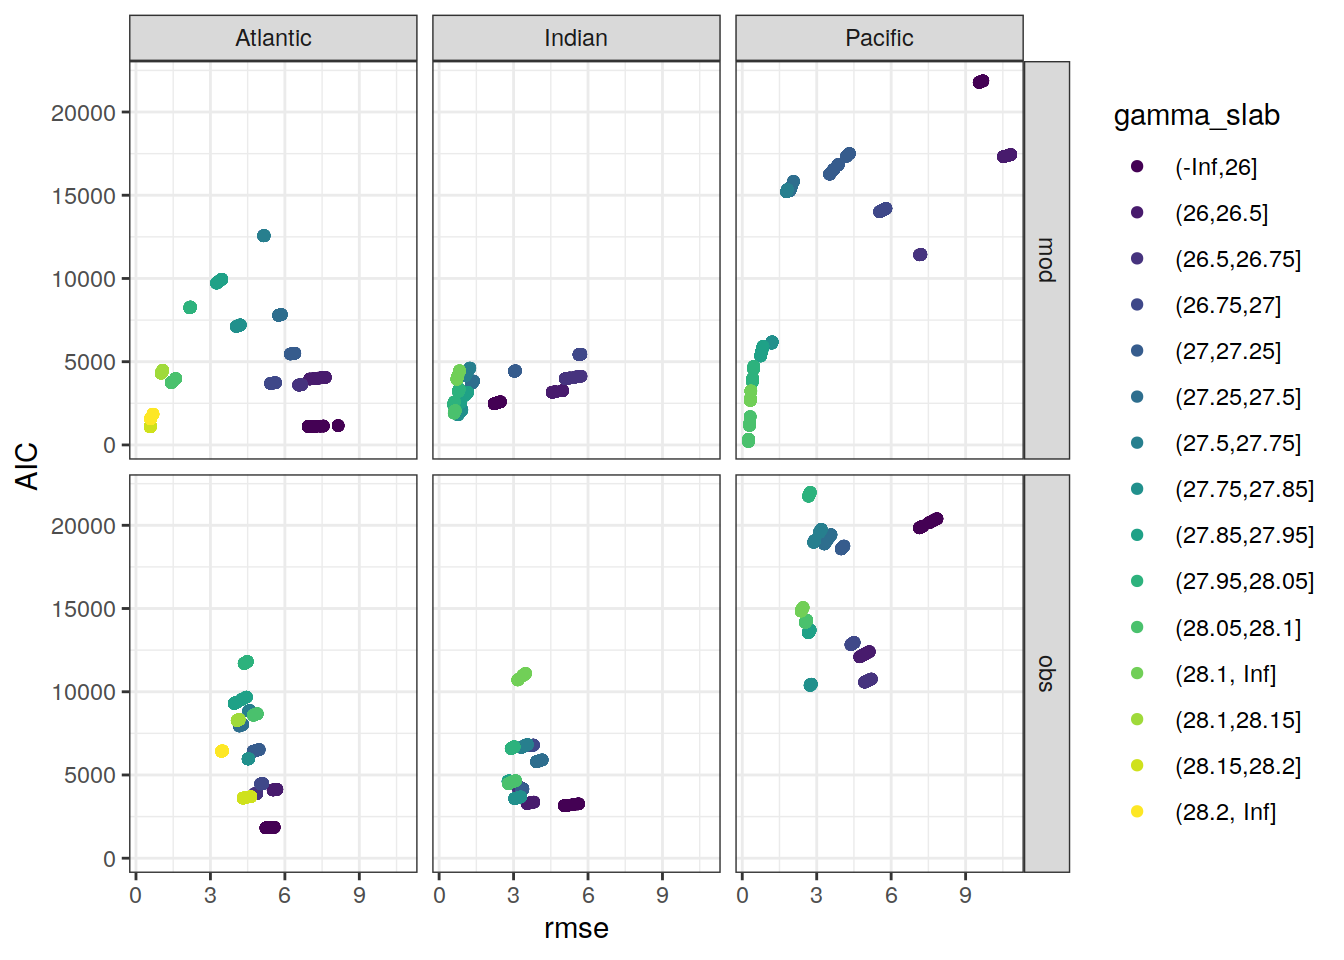 Atlantic
Indian
Pacific
mod
obs
20000
15000
10000
5000
0
20000
15000
10000
5000
0
AIC
0 3 6 9
0 3 6 9
0 3 6 9
rmse
gamma_slab
(-Inf,26]
(26,26.5]
(26.5,26.75]
(26.75,27]
(27,27.25]
(27.25,27.5]
(27.5,27.75]
(27.75,27.85]
(27.85,27.95]
(27.95,28.05]
(28.05,28.1]
(28.1, Inf]
(28.1,28.15]
(28.15,28.2]
(28.2, Inf]